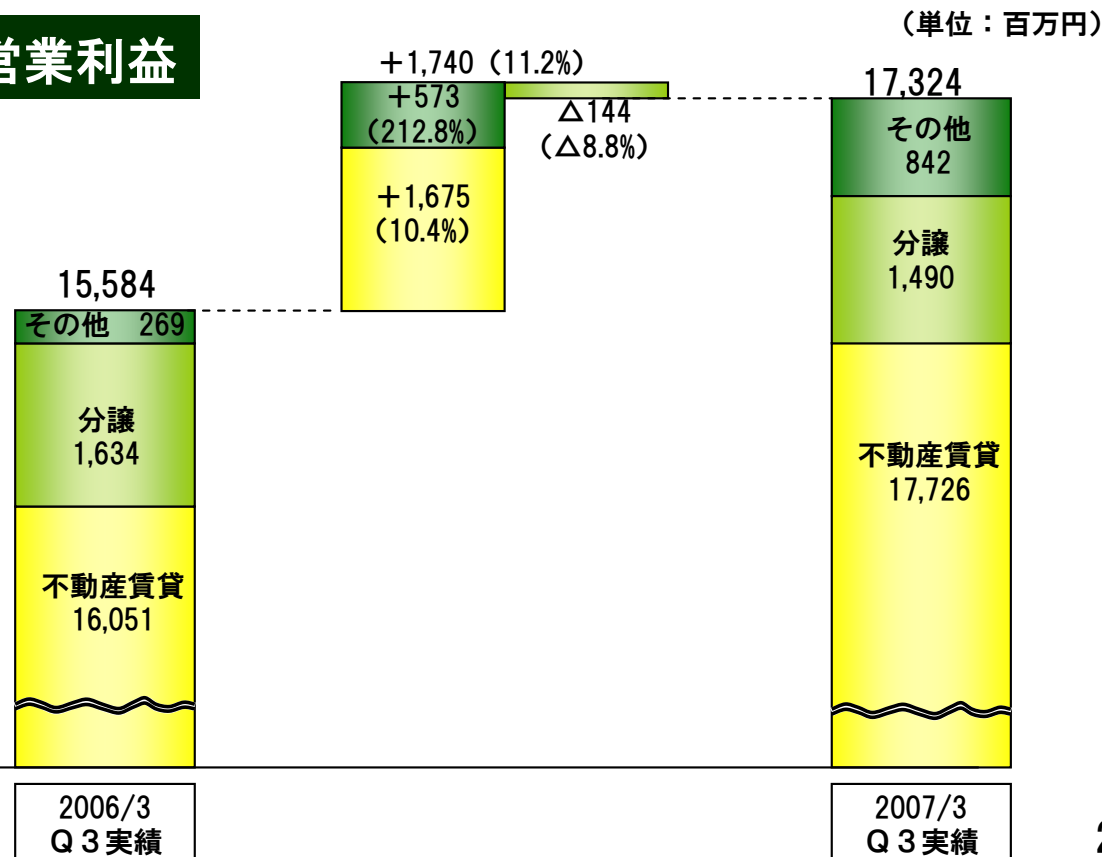 （単位：百万円）
営業利益
＋1,740（11.2%）
＋573
（212.8%）
△144
（△8.8%）
＋1,675
（10.4%）
17,324
その他
842
分譲
1,490
不動産賃貸
17,726
15,584
その他　269
分譲
1,634
不動産賃貸
16,051
2006/3
Ｑ３実績
2007/3
Ｑ３実績